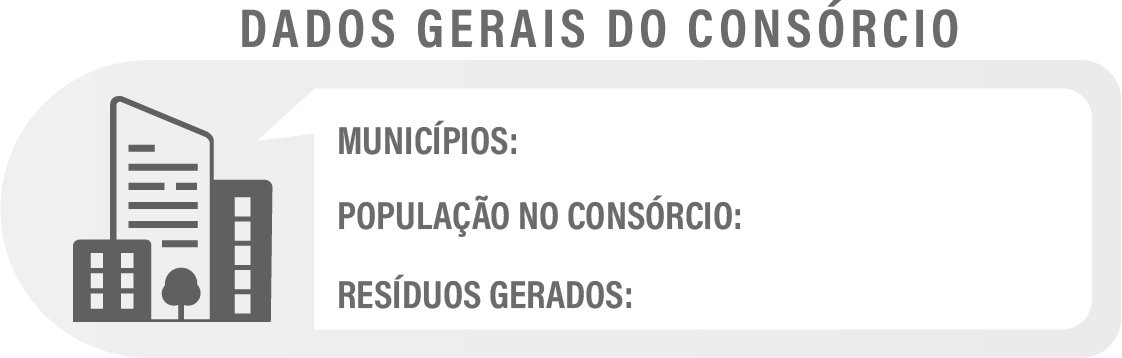 DADOS GERAIS DO CONSÓRCIO
MUNICÍPIOS:
POPULAÇÃO NO CONSÓRCIO:
RESÍDUOS GERADOS: